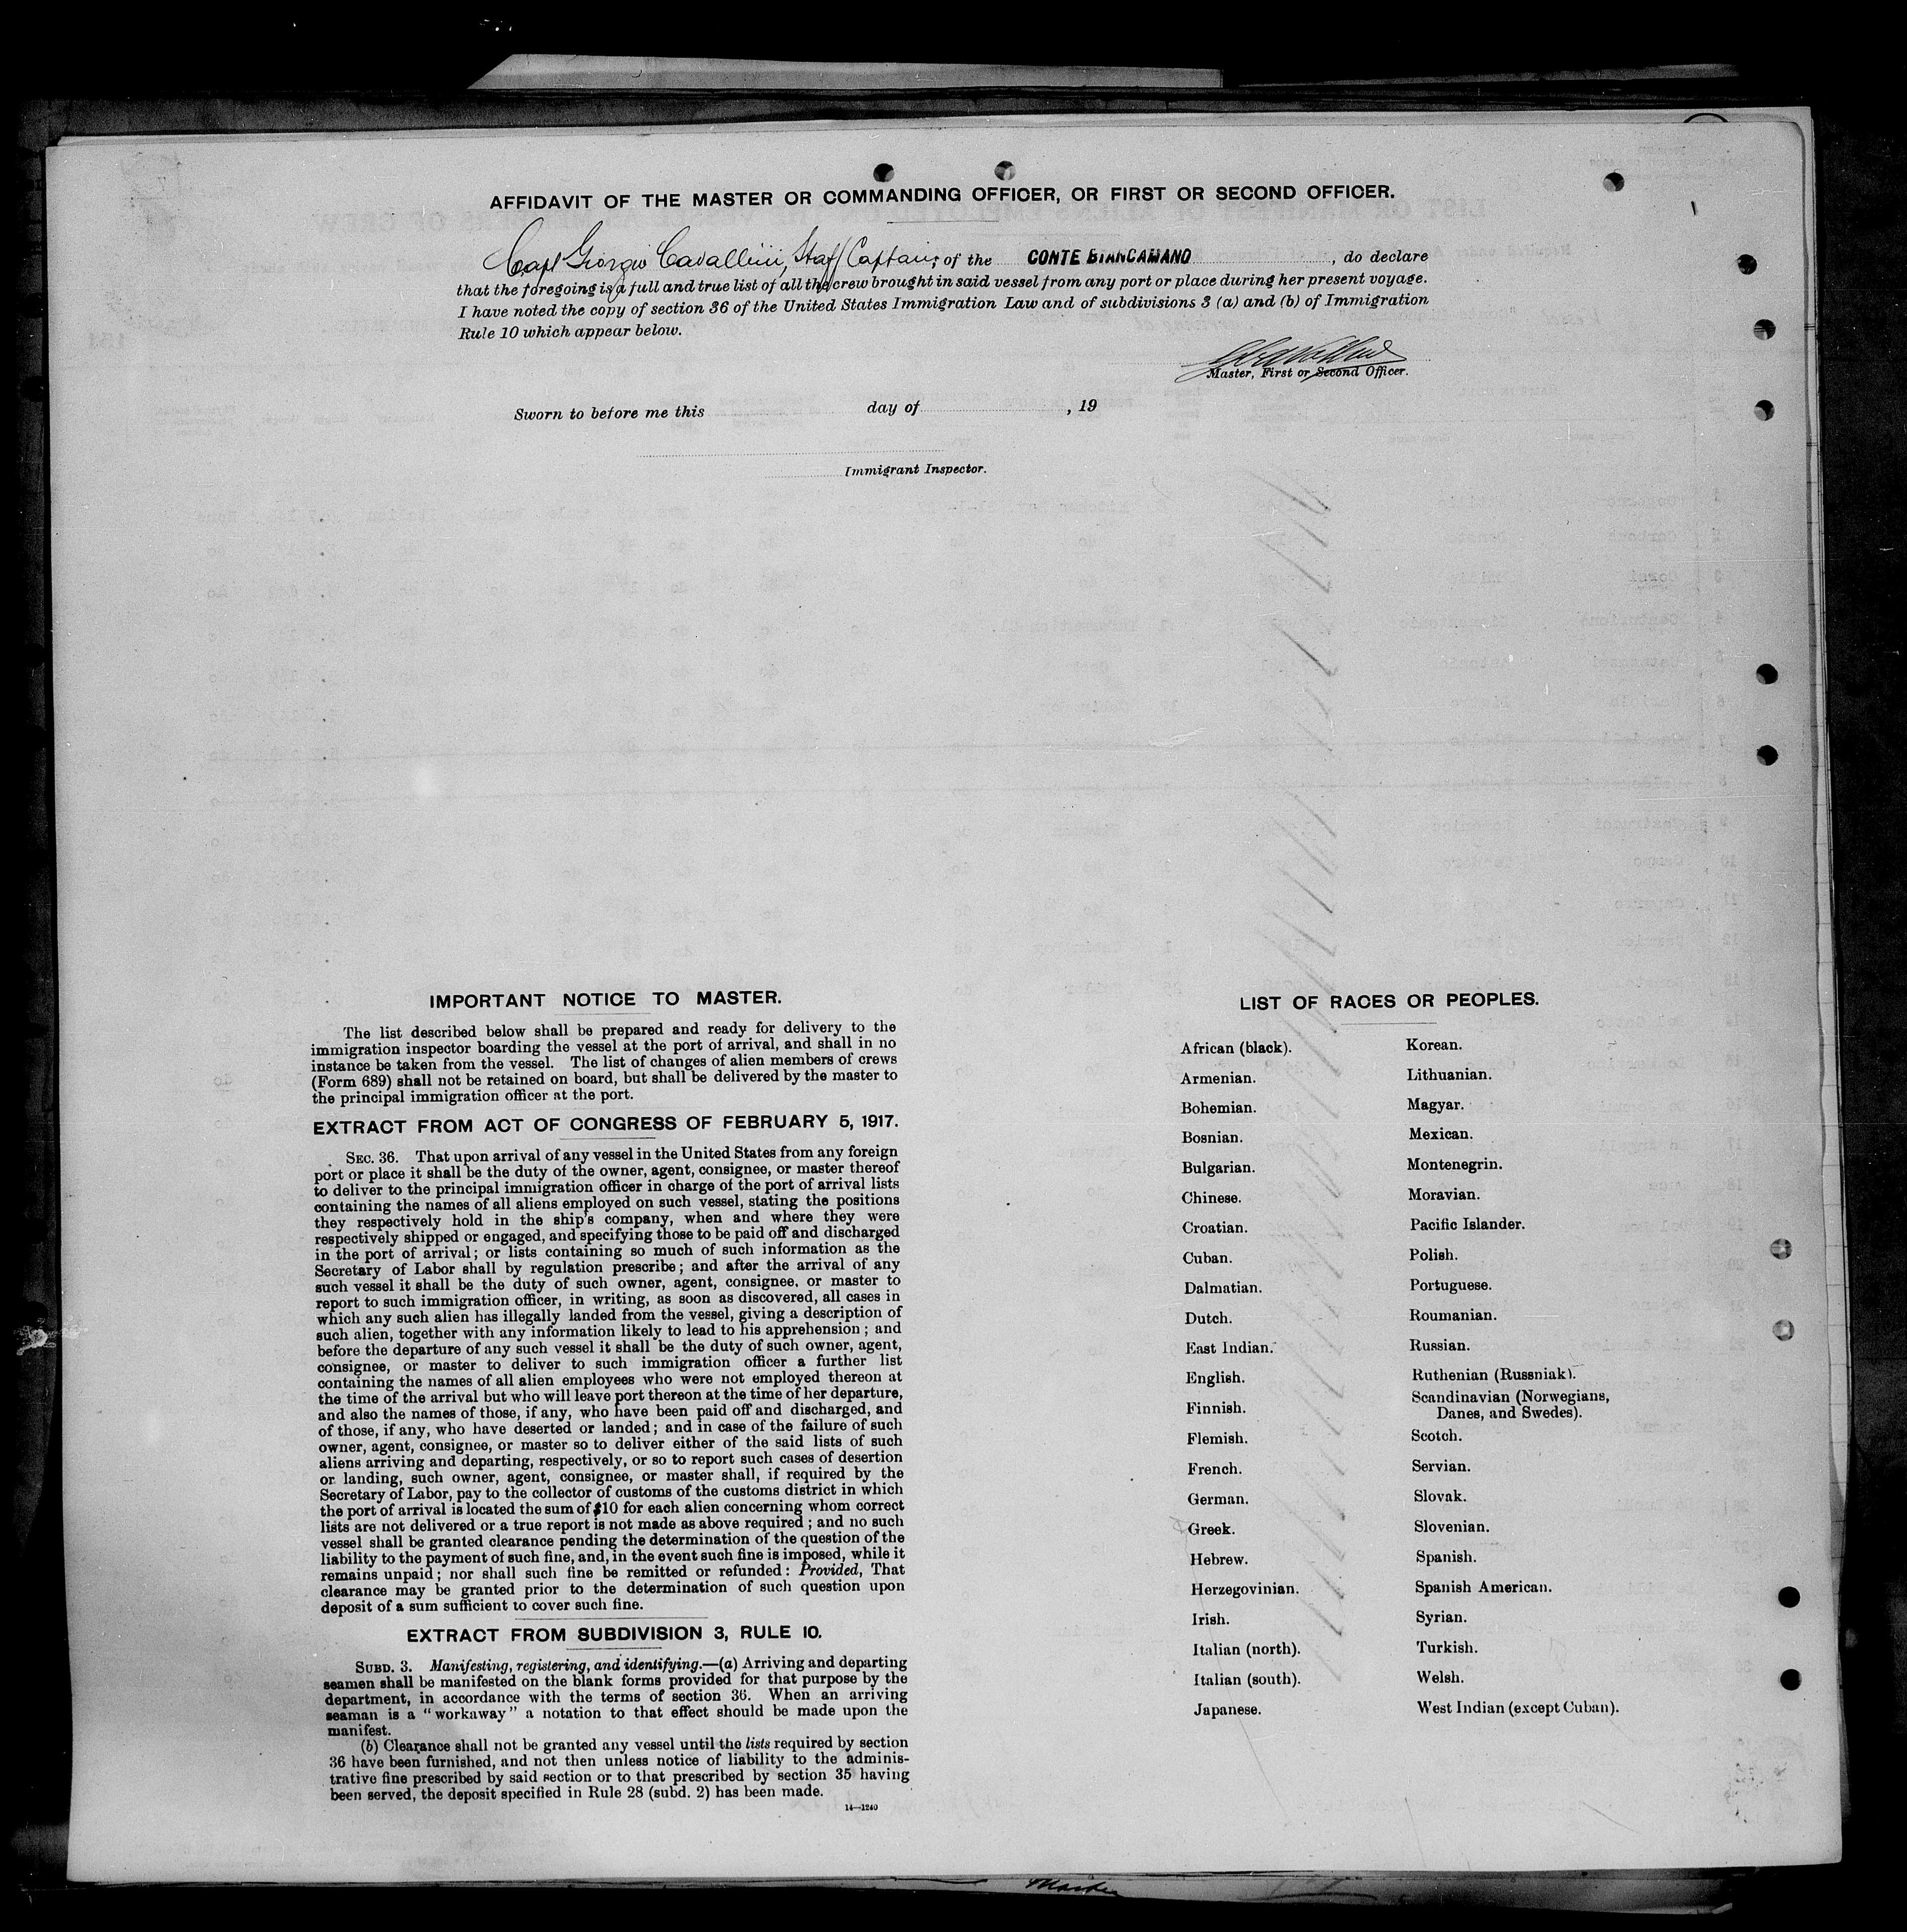 AFFIDAVIT OF THE MASTER OR COMMANDING OFFICER, OR FIRST OR SECOND OFFICER.
Capt Giorgio Cavallini, Staff Captain, of the CONTE BIANCAMANO, do declare
that the foregoing is a full and true list of all the crew brought in said vessel from any port or place during her present voyage.
I have noted the copy of section 36 of the United States Immigration Law and of subdivisions 3 (a) and (b) of Immigration
Rule 10 which appear below.
Master, First or Second Officer.
Sworn to before me this day of , 19
Immigrant Inspector.
IMPORTANT NOTICE TO MASTER.
The list described below shall be prepared and ready for delivery to the
immigration inspector boarding the vessel at the port of arrival, and shall in no
instance be taken from the vessel. The list of changes of alien members of crews
(Form 689) shall not be retained on board, but shall be delivered by the master to
the principal immigration officer at the port.
EXTRACT FROM ACT OF CONGRESS OF FEBRUARY 5, 1917.
SEC. 36. That upon arrival of any vessel in the United States from any foreign
port or place it shall be the duty of the owner, agent, consignee, or master thereof
to deliver to the principal immigration officer in charge of the port of arrival lists
containing the names of all aliens employed on such vessel, stating the positions
they respectively hold in the ship's company, when and where they were
respectively shipped or engaged, and specifying those to be paid off and discharged
in the port of arrival; or lists containing so much of such information as the
Secretary of Labor shall by regulation prescribe; and after the arrival of any
such vessel it shall be the duty of such owner, agent, consignee, or master to
report to such immigration officer, in writing, as soon as discovered, all cases in
which any such alien has illegally landed from the vessel, giving a description of
such alien, together with any information likely to lead to his apprehension; and
before the departure of any such vessel it shall be the duty of such owner, agent,
consignee, or master to deliver to such immigration officer a further list
containing the names of all alien employees who were not employed thereon at
the time of the arrival but who will leave port thereon at the time of her departure,
and also the names of those, if any, who have been paid off and discharged, and
of those, if any, who have deserted or landed; and in case of the failure of such
owner, agent, consignee, or master so to deliver either of the said lists of such
aliens arriving and departing, respectively, or so to report such cases of desertion
or landing, such owner, agent, consignee, or master shall, if required by the
Secretary of Labor, pay to the collector of customs of the customs district in which
the port of arrival is located the sum of $10 for each alien concerning whom correct
lists are not delivered or a true report is not made as above required; and no such
vessel shall be granted clearance pending the determination of the question of the
liability to the payment of such fine, and, in the event such fine is imposed, while it
remains unpaid; nor shall such fine be remitted or refunded: Provided, That
clearance may be granted prior to the determination of such question upon
deposit of a sum sufficient to cover such fine.
EXTRACT FROM SUBDIVISION 3, RULE 10.
SUBD. 3. Manifesting, registering, and identifying.—(a) Arriving and departing
seamen shall be manifested on the blank forms provided for that purpose by the
department, in accordance with the terms of section 36. When an arriving
seaman is a "workaway" a notation to that effect should be made upon the
manifest.
(b) Clearance shall not be granted any vessel until the lists required by section
36 have been furnished, and not then unless notice of liability to the adminis-
trative fine prescribed by said section or to that prescribed by section 35 having
been served, the deposit specified in Rule 28 (subd. 2) has been made.
14—1240
LIST OF RACES OR PEOPLES.
African (black).
Armenian.
Bohemian.
Bosnian.
Bulgarian.
Chinese.
Croatian.
Cuban.
Dalmatian.
Dutch.
East Indian.
English.
Finnish.
Flemish.
French.
German.
Greek.
Hebrew.
Herzegovinian.
Irish.
Italian (north).
Italian (south).
Japanese.
Korean.
Lithuanian.
Magyar.
Mexican.
Montenegrin.
Moravian.
Pacific Islander.
Polish.
Portuguese.
Roumanian.
Russian.
Ruthenian (Russniak).
Scandinavian (Norwegians,
Danes, and Swedes).
Scotch.
Servian.
Slovak.
Slovenian.
Spanish.
Spanish American.
Syrian.
Turkish.
Welsh.
West Indian (except Cuban).
Master